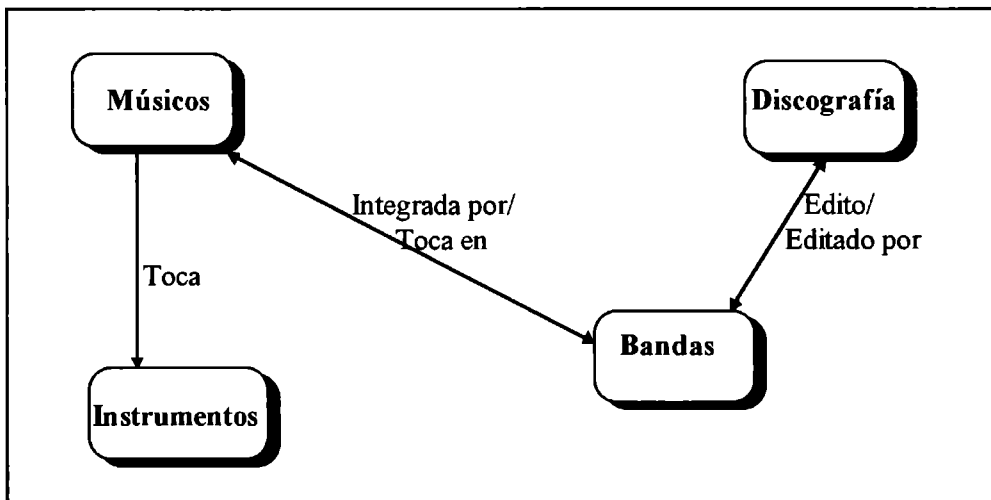 Músicos
Discografía
Integrada por/
Toca en
Edito/
Editado por
Toca
Bandas
Instrumentos